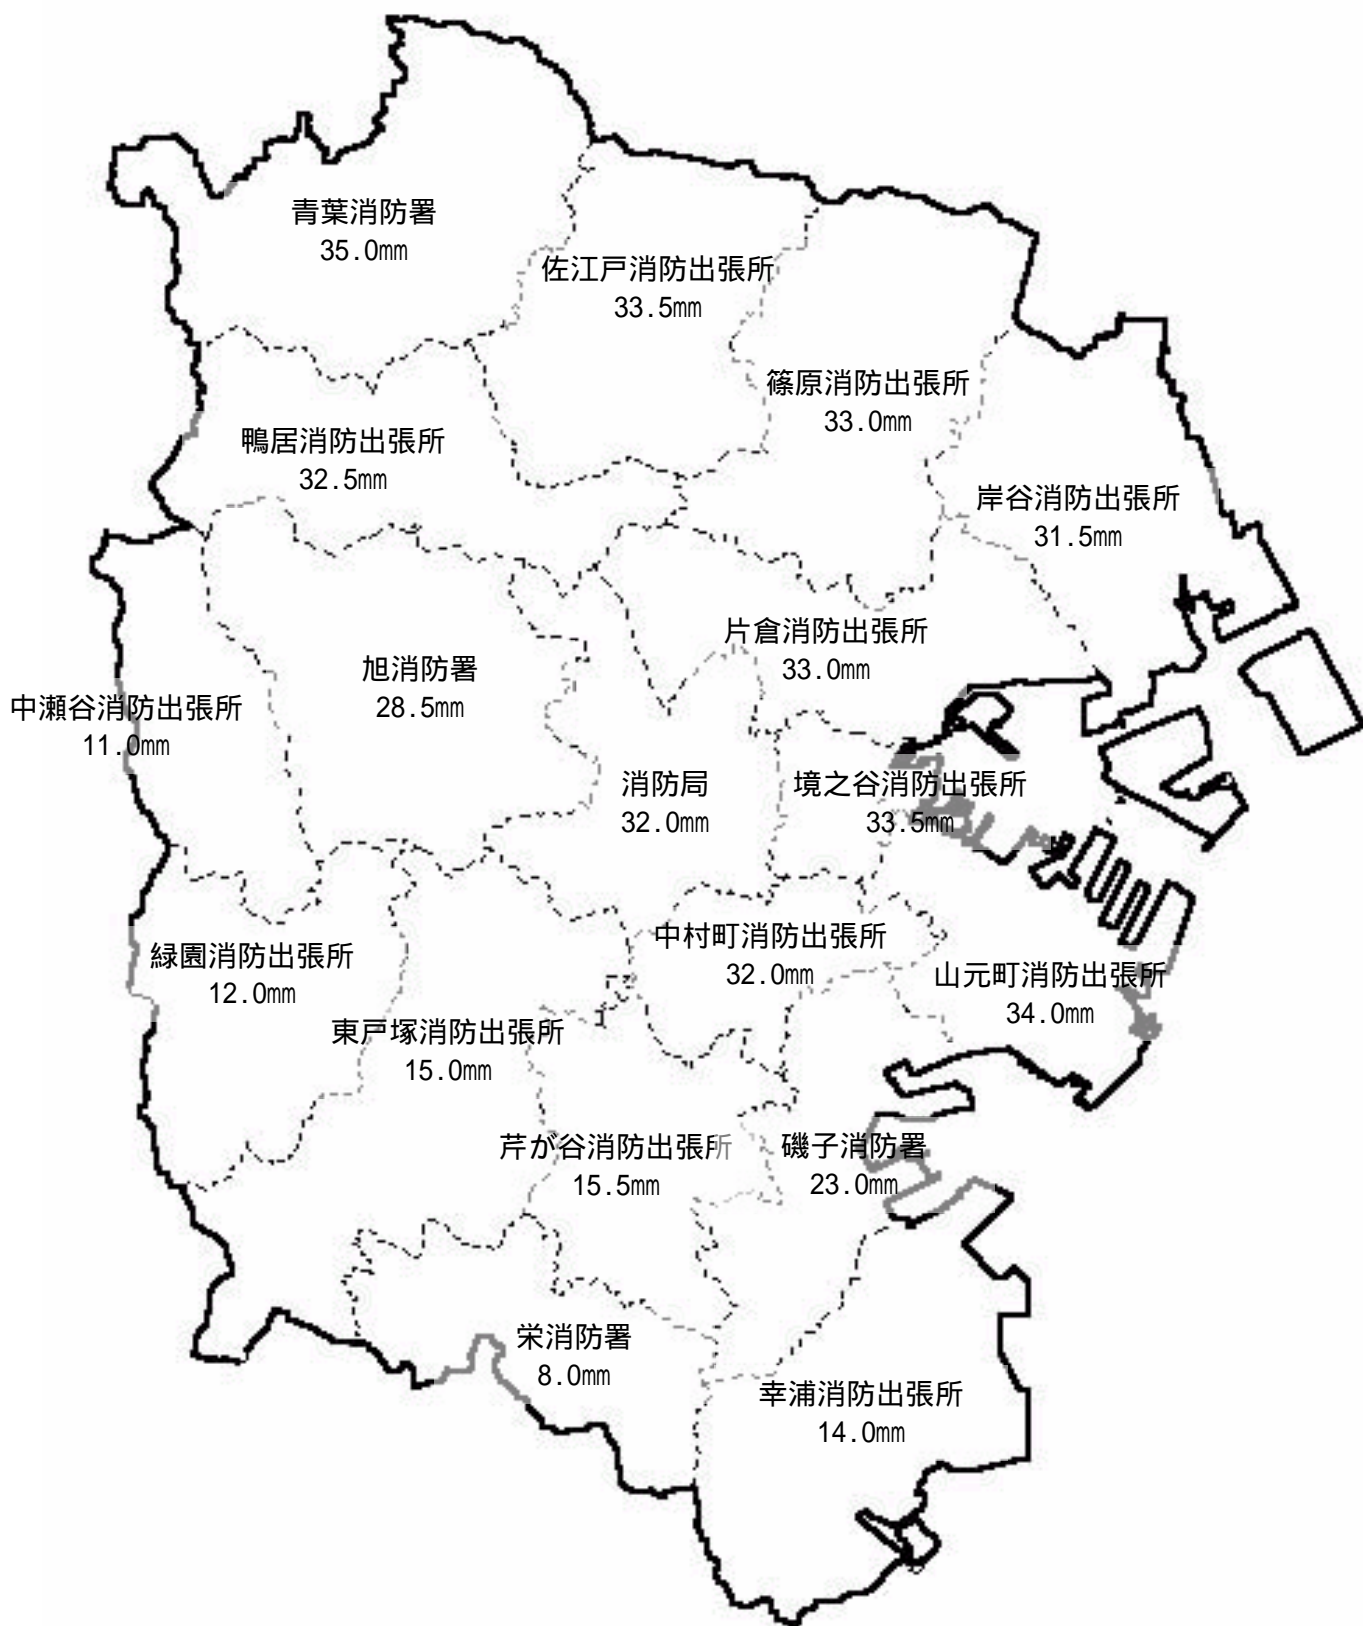 青葉消防署
35.0mm
佐江戸消防出張所
33.5mm
篠原消防出張所
33.0mm
鴨居消防出張所
32.5mm
岸谷消防出張所
31.5mm
片倉消防出張所
33.0mm
旭消防署
28.5mm
中瀬谷消防出張所
11.0mm
消防局
32.0mm
境之谷消防出張所
33.5mm
中村町消防出張所
32.0mm
緑園消防出張所
12.0mm
山元町消防出張所
34.0mm
東戸塚消防出張所
15.0mm
芹が谷消防出張所
15.5mm
磯子消防署
23.0mm
栄消防署
8.0mm
幸浦消防出張所
14.0mm